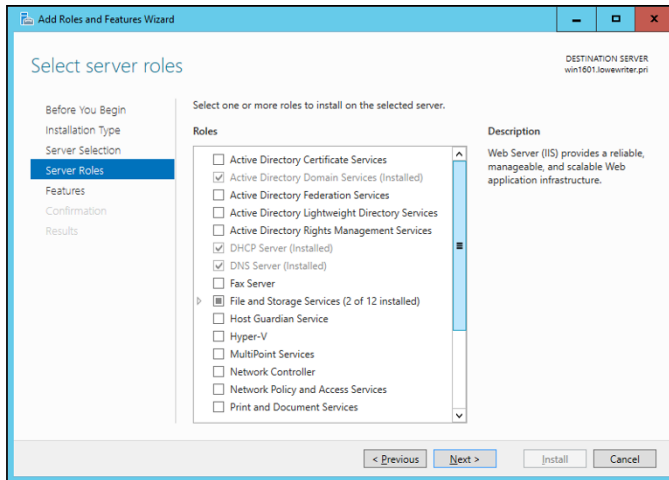 Add Roles and Features Wizard
Select server roles
DESTINATION SERVER
win1601.lowewriter.pri
Before You Begin
Installation Type
Server Selection
Server Roles
Features
Confirmation
Results
Select one or more roles to install on the selected server.
Roles
Active Directory Certificate Services
Active Directory Domain Services (Installed)
Active Directory Federation Services
Active Directory Lightweight Directory Services
Active Directory Rights Management Services
DHCP Server (Installed)
DNS Server (Installed)
Fax Server
File and Storage Services (2 of 12 installed)
Host Guardian Service
Hyper-V
MultiPoint Services
Network Controller
Network Policy and Access Services
Print and Document Services
Description
Web Server (IIS) provides a reliable,
manageable, and scalable Web
application infrastructure.
< Previous
Next >
Install
Cancel